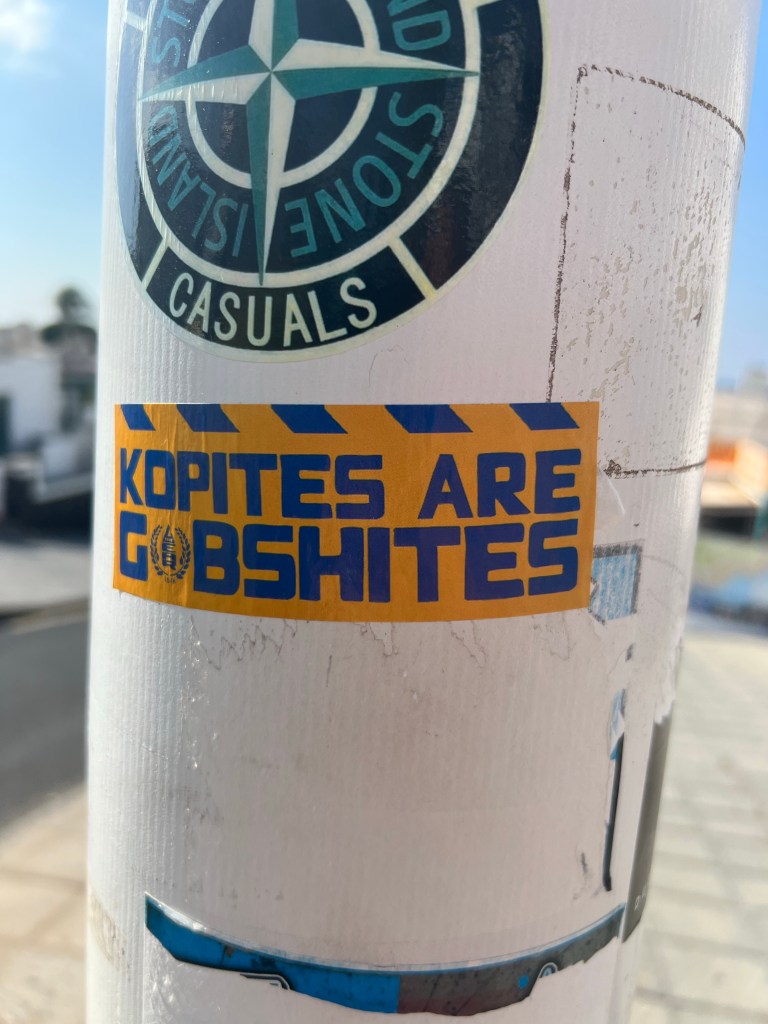 STONE ISLAND
CASUALS
KOPITES ARE
GOBSHITES